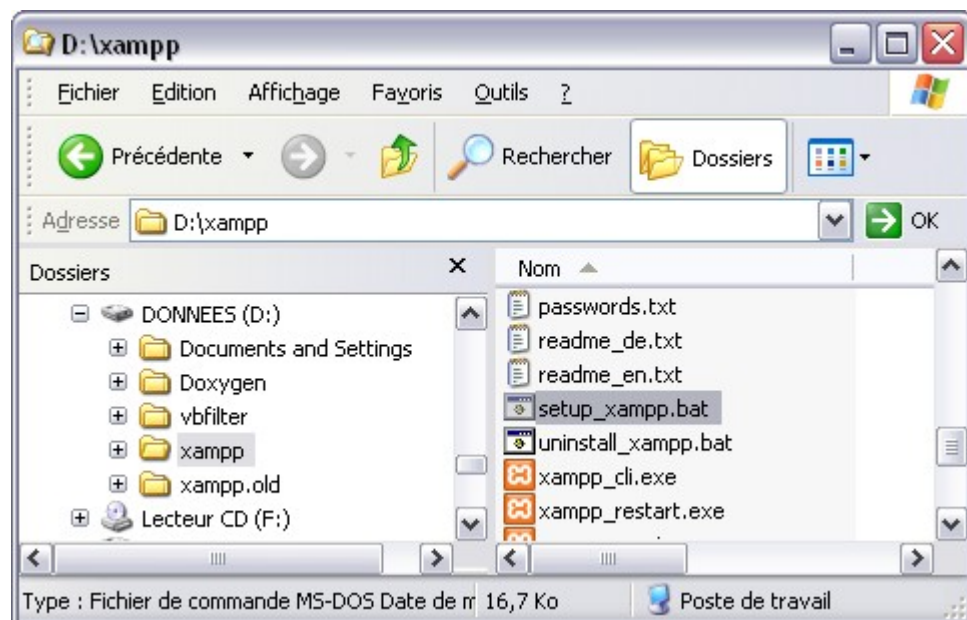 D:\xampp
Fichier Edition Affichage Favoris Outils ?
Précédente Rechercher Dossiers
Adresse D:\xampp OK
Dossiers
DONNEES (D:)
Documents and Settings
Doxygen
vbfilter
xampp
xampp.old
Lecteur CD (F:)
Nom
passwords.txt
readme_de.txt
readme_en.txt
setup_xampp.bat
uninstall_xampp.bat
xampp_cli.exe
xampp_restart.exe
Type : Fichier de commande MS-DOS Date de m 16,7 Ko Poste de travail